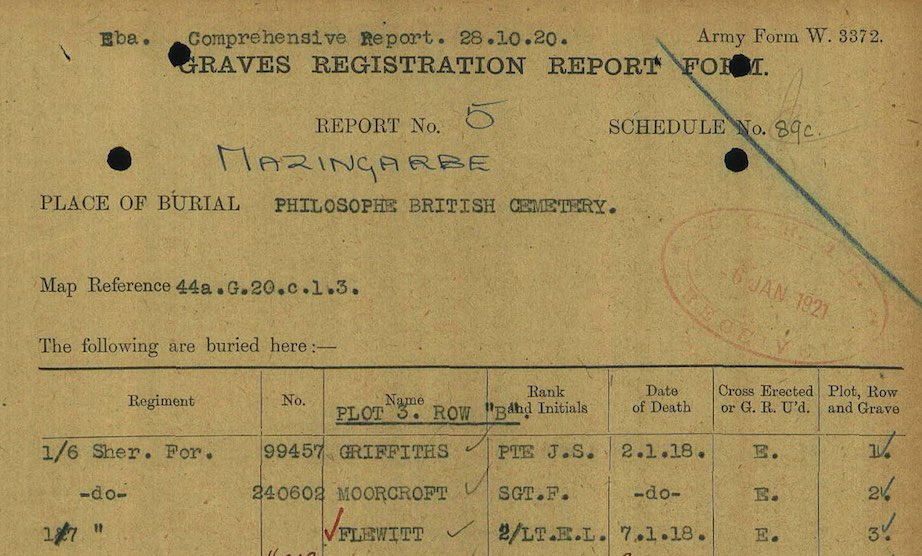 Eba. Comprehensive Report. 28.10.20. Army Form W. 3372.
GRAVES REGISTRATION REPORT FORM.
REPORT No. 5 SCHEDULE No. 89c.
MAZINGARBE
PLACE OF BURIAL PHILOSOPHE BRITISH CEMETERY.
Map Reference 44a.G.20.c.1.3.
6 JAN 1921
The following are buried here:—
Regiment No. Name Rank and Initials Date of Death Cross Erected or G. R. U'd. Plot, Row and Grave
PLOT 3. ROW "B".
1/6 Sher. For. 99457 GRIFFITHS PTE J.S. 2.1.18. E. 1.
-do- 240602 MOORCROFT SGT.F. -do- E. 2.
1/7 " FLEWITT 2/LT.E.L. 7.1.18. E. 3.